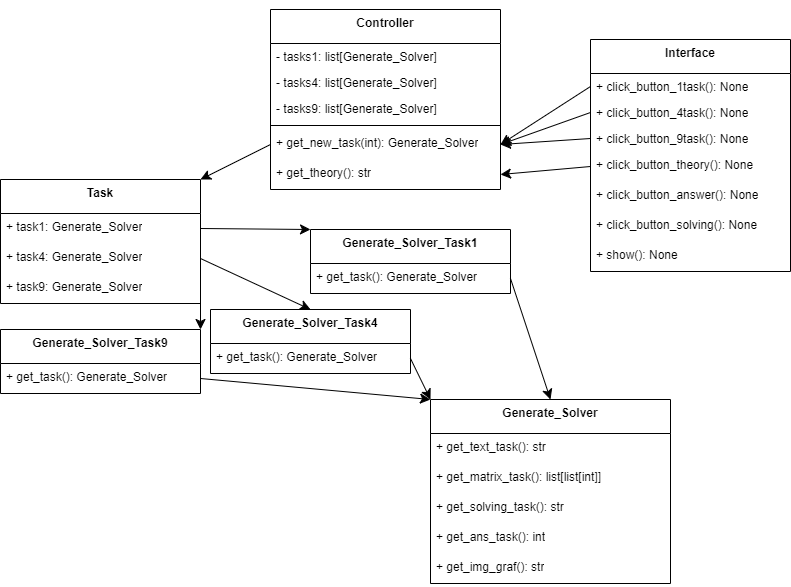 Controller
- tasks1: list[Generate_Solver]
- tasks4: list[Generate_Solver]
- tasks9: list[Generate_Solver]
+ get_new_task(int): Generate_Solver
+ get_theory(): str
Interface
+ click_button_1task(): None
+ click_button_4task(): None
+ click_button_9task(): None
+ click_button_theory(): None
+ click_button_answer(): None
+ click_button_solving(): None
+ show(): None
Task
+ task1: Generate_Solver
+ task4: Generate_Solver
+ task9: Generate_Solver
Generate_Solver_Task1
+ get_task(): Generate_Solver
Generate_Solver_Task4
+ get_task(): Generate_Solver
Generate_Solver_Task9
+ get_task(): Generate_Solver
Generate_Solver
+ get_text_task(): str
+ get_matrix_task(): list[list[int]]
+ get_solving_task(): str
+ get_ans_task(): int
+ get_img_graf(): str